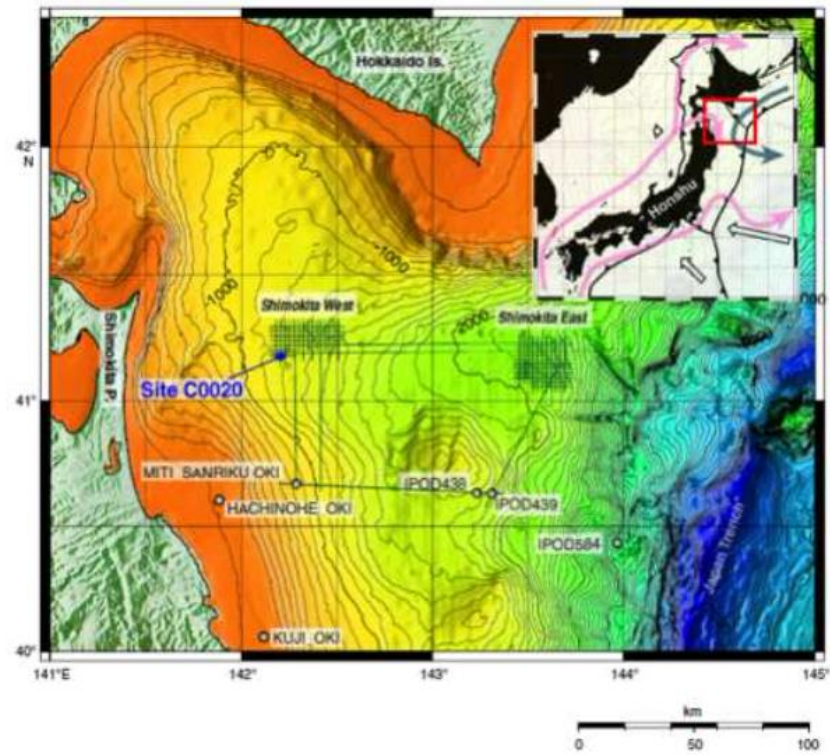 Hokkaido Is.
42°
N
Honshu
-1000
-1000
000
Shimokita West
2000
Shimokita East
Shimokita P.
Site C0020
41°
MITI SANRIKU OKI
IPOD438
HACHINOHE OKI
IPOD439
IPOD584
Japan Trench
KUJI OKI
40°
141°E
142°
143°
144°
145°
km
0
50
100